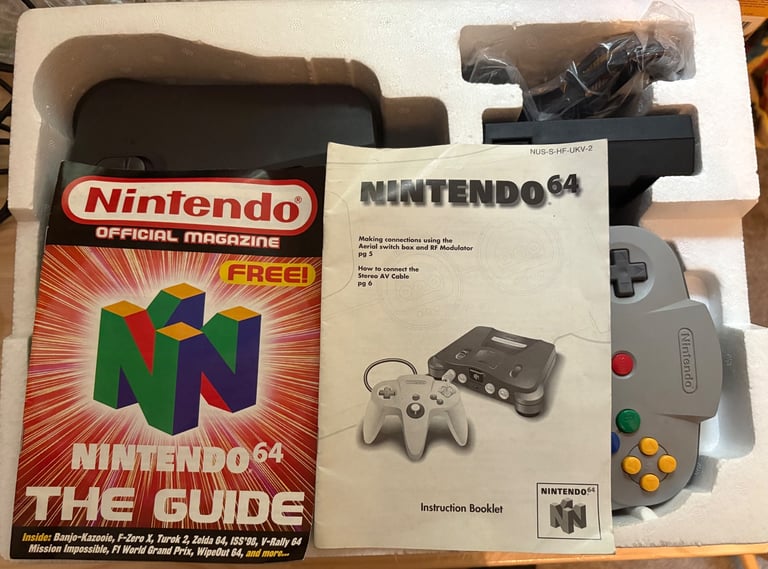 Nintendo®
OFFICIAL MAGAZINE
FREE!
NINTENDO64
THE GUIDE
Inside: Banjo-Kazooie, F-Zero X, Turok 2, Zelda 64, ISS'98, V-Rally 64
Mission Impossible, F1 World Grand Prix, WipeOut 64, and more...
NUS-S-HF-UKV-2
NINTENDO64
Making connections using the
Aerial switch box and RF Modulator
pg 5
How to connect the
Stereo AV Cable
pg 6
Instruction Booklet
NINTENDO64
Nintendo